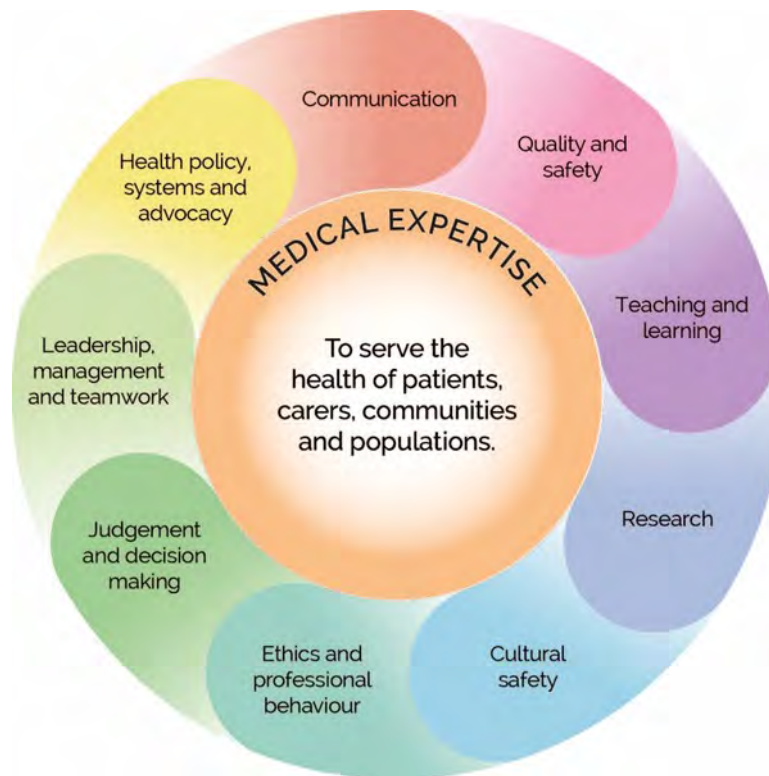 Communication
Quality and
safety
Teaching and
learning
Research
Cultural
safety
Ethics and
professional
behaviour
Judgement
and decision
making
Leadership,
management
and teamwork
Health policy,
systems and
advocacy
MEDICAL EXPERTISE
To serve the
health of patients,
carers, communities
and populations.